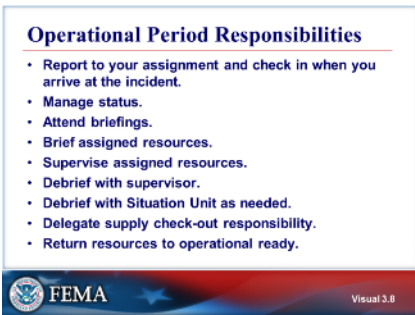 Operational Period Responsibilities
• Report to your assignment and check in when you
arrive at the incident.
• Manage status.
• Attend briefings.
• Brief assigned resources.
• Supervise assigned resources.
• Debrief with supervisor.
• Debrief with Situation Unit as needed.
• Delegate supply check-out responsibility.
• Return resources to operational ready.
FEMA
Visual 3.8